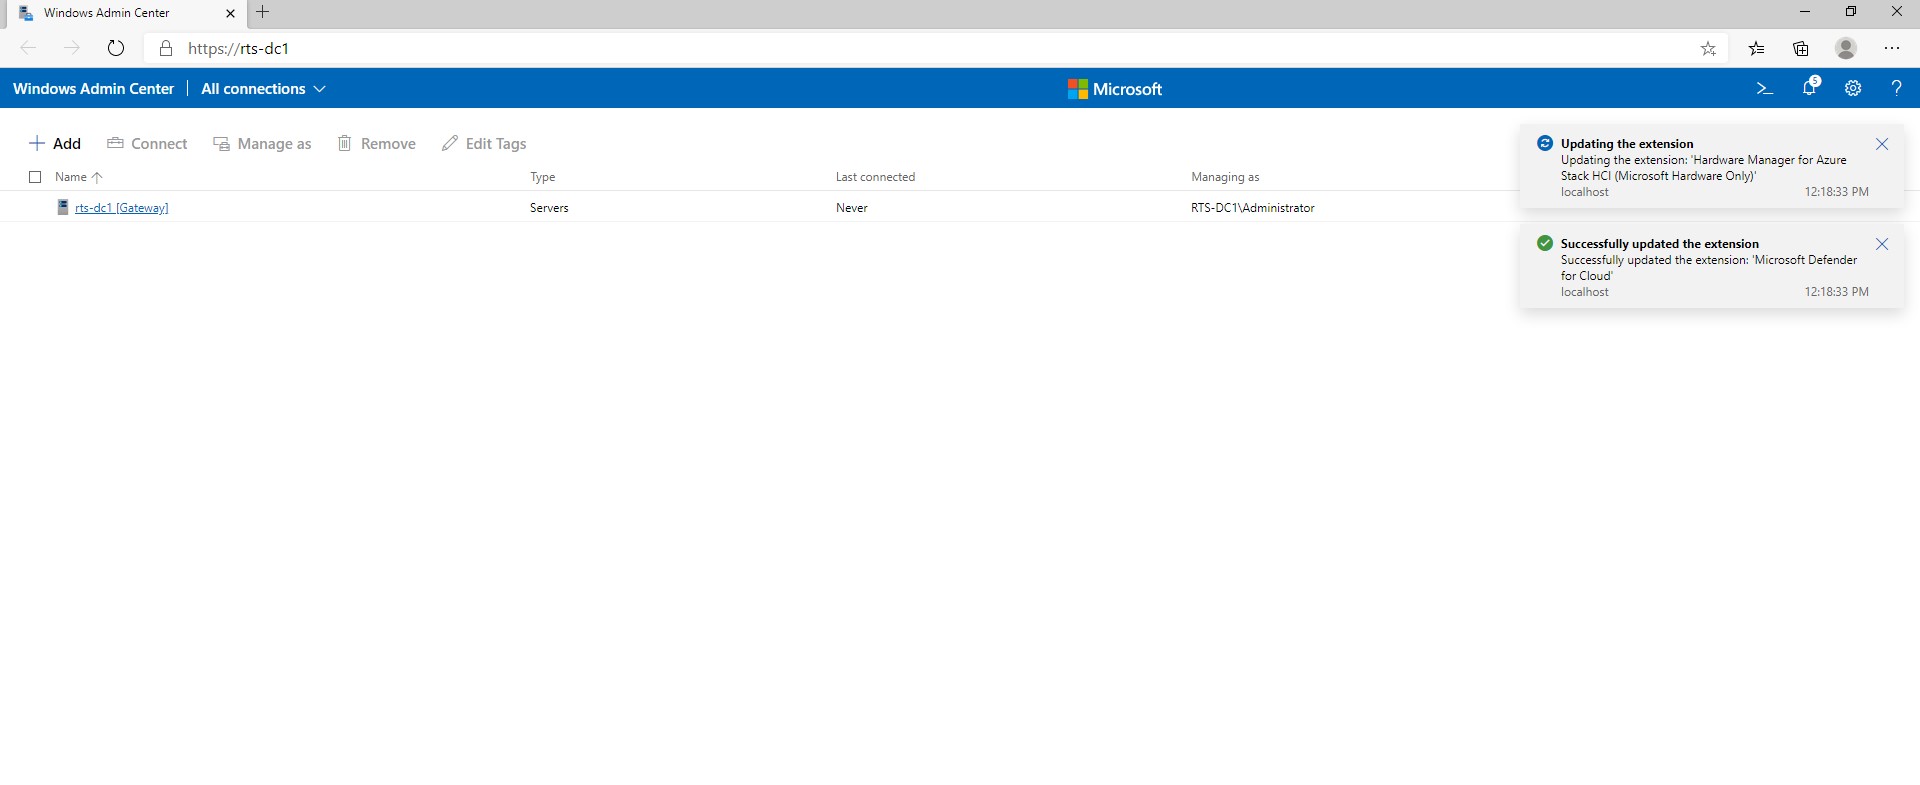 Windows Admin Center
https://rts-dc1
Windows Admin Center | All connections
Microsoft
5
?
Add Connect Manage as Remove Edit Tags
Name Type Last connected Managing as
rts-dc1 [Gateway] Servers Never RTS-DC1\Administrator
Updating the extension
Updating the extension: 'Hardware Manager for Azure
Stack HCI (Microsoft Hardware Only)'
localhost 12:18:33 PM
Successfully updated the extension
Successfully updated the extension: 'Microsoft Defender
for Cloud'
localhost 12:18:33 PM